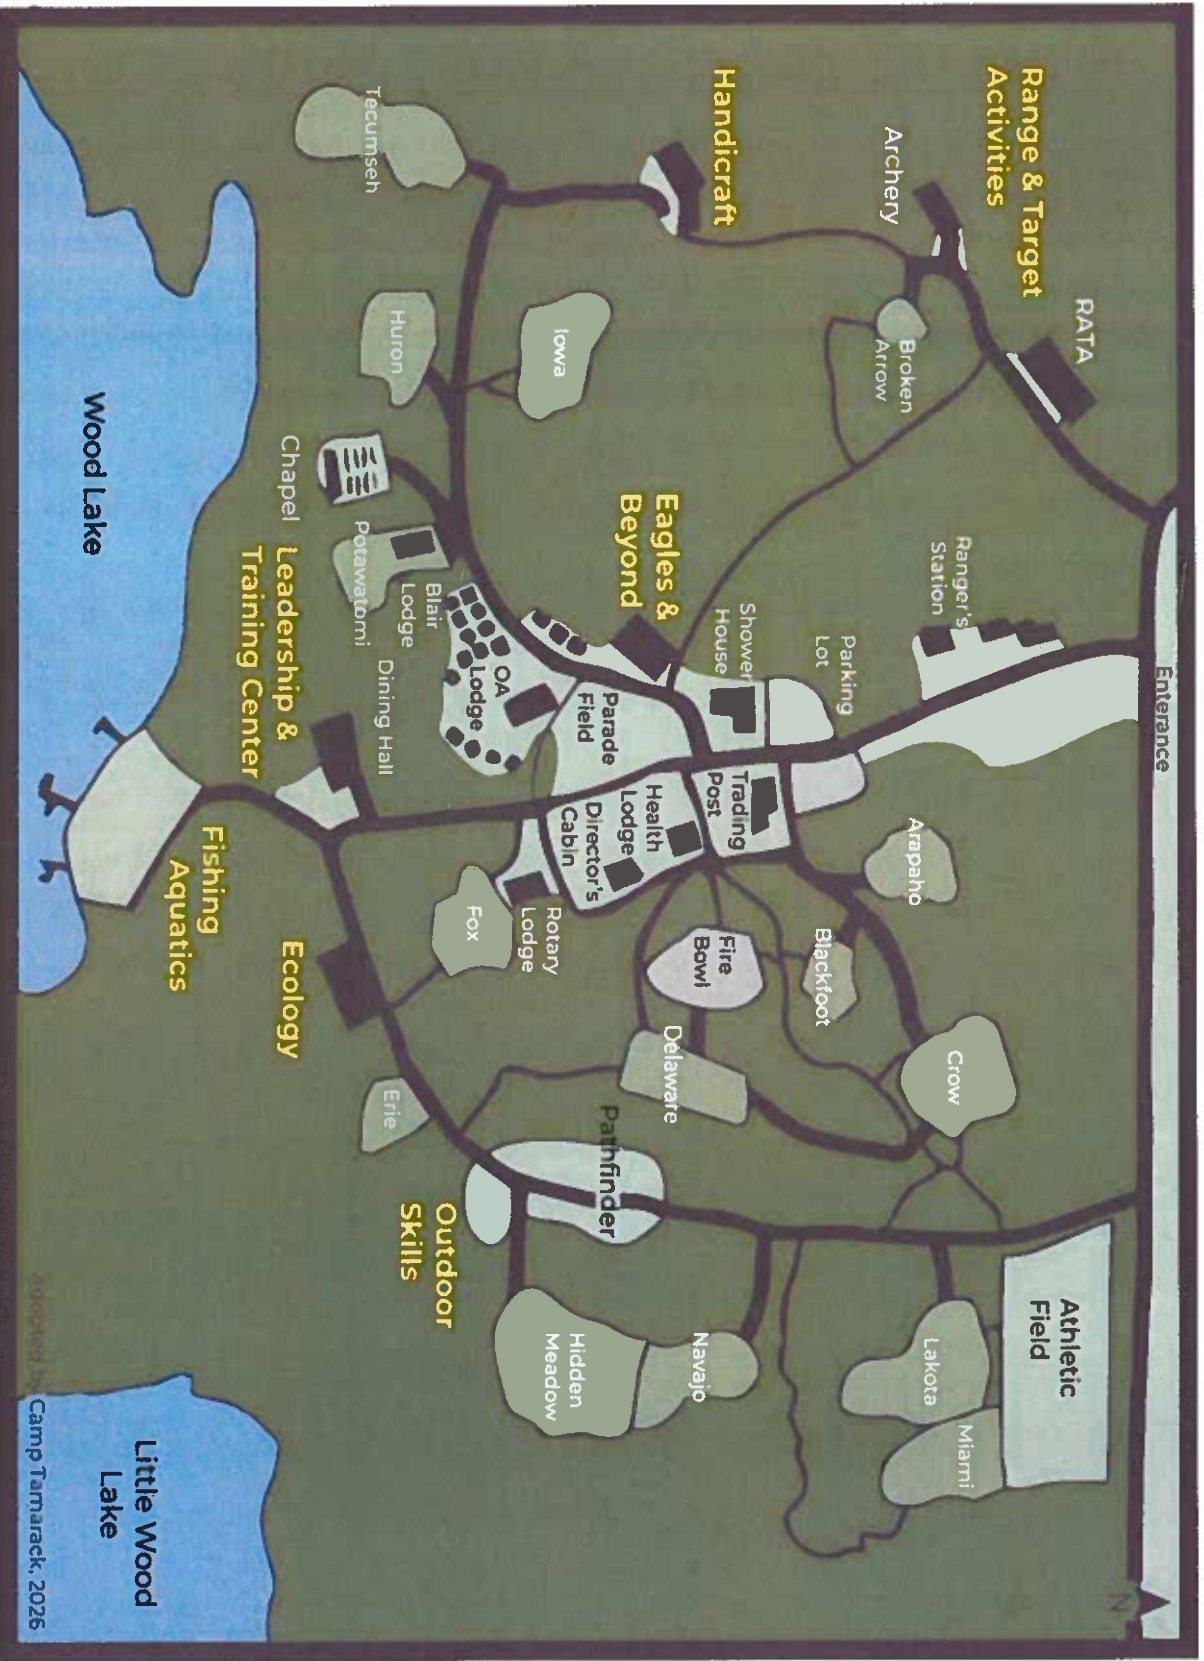 Enterance
N
RATA
Range & Target
Activities
Archery
Broken
Arrow
Ranger's
Station
Parking
Lot
Arapaho
Blackfoot
Crow
Athletic
Field
Lakota
Miami
Handicraft
Eagles &
Beyond
Shower
House
Trading
Post
Fire
Bowl
Delaware
Navajo
Parade
Field
Health
Lodge
Director's
Cabin
Pathfinder
Iowa
OA
Lodge
Rotary
Lodge
Fox
Hidden
Meadow
Tecumseh
Huron
Blair
Lodge
Potawatomi
Dining Hall
Erie
Outdoor
Skills
Chapel
Leadership &
Training Center
Ecology
Fishing
Aquatics
Wood Lake
Little Wood
Lake
adopted by Camp Tamarack, 2026